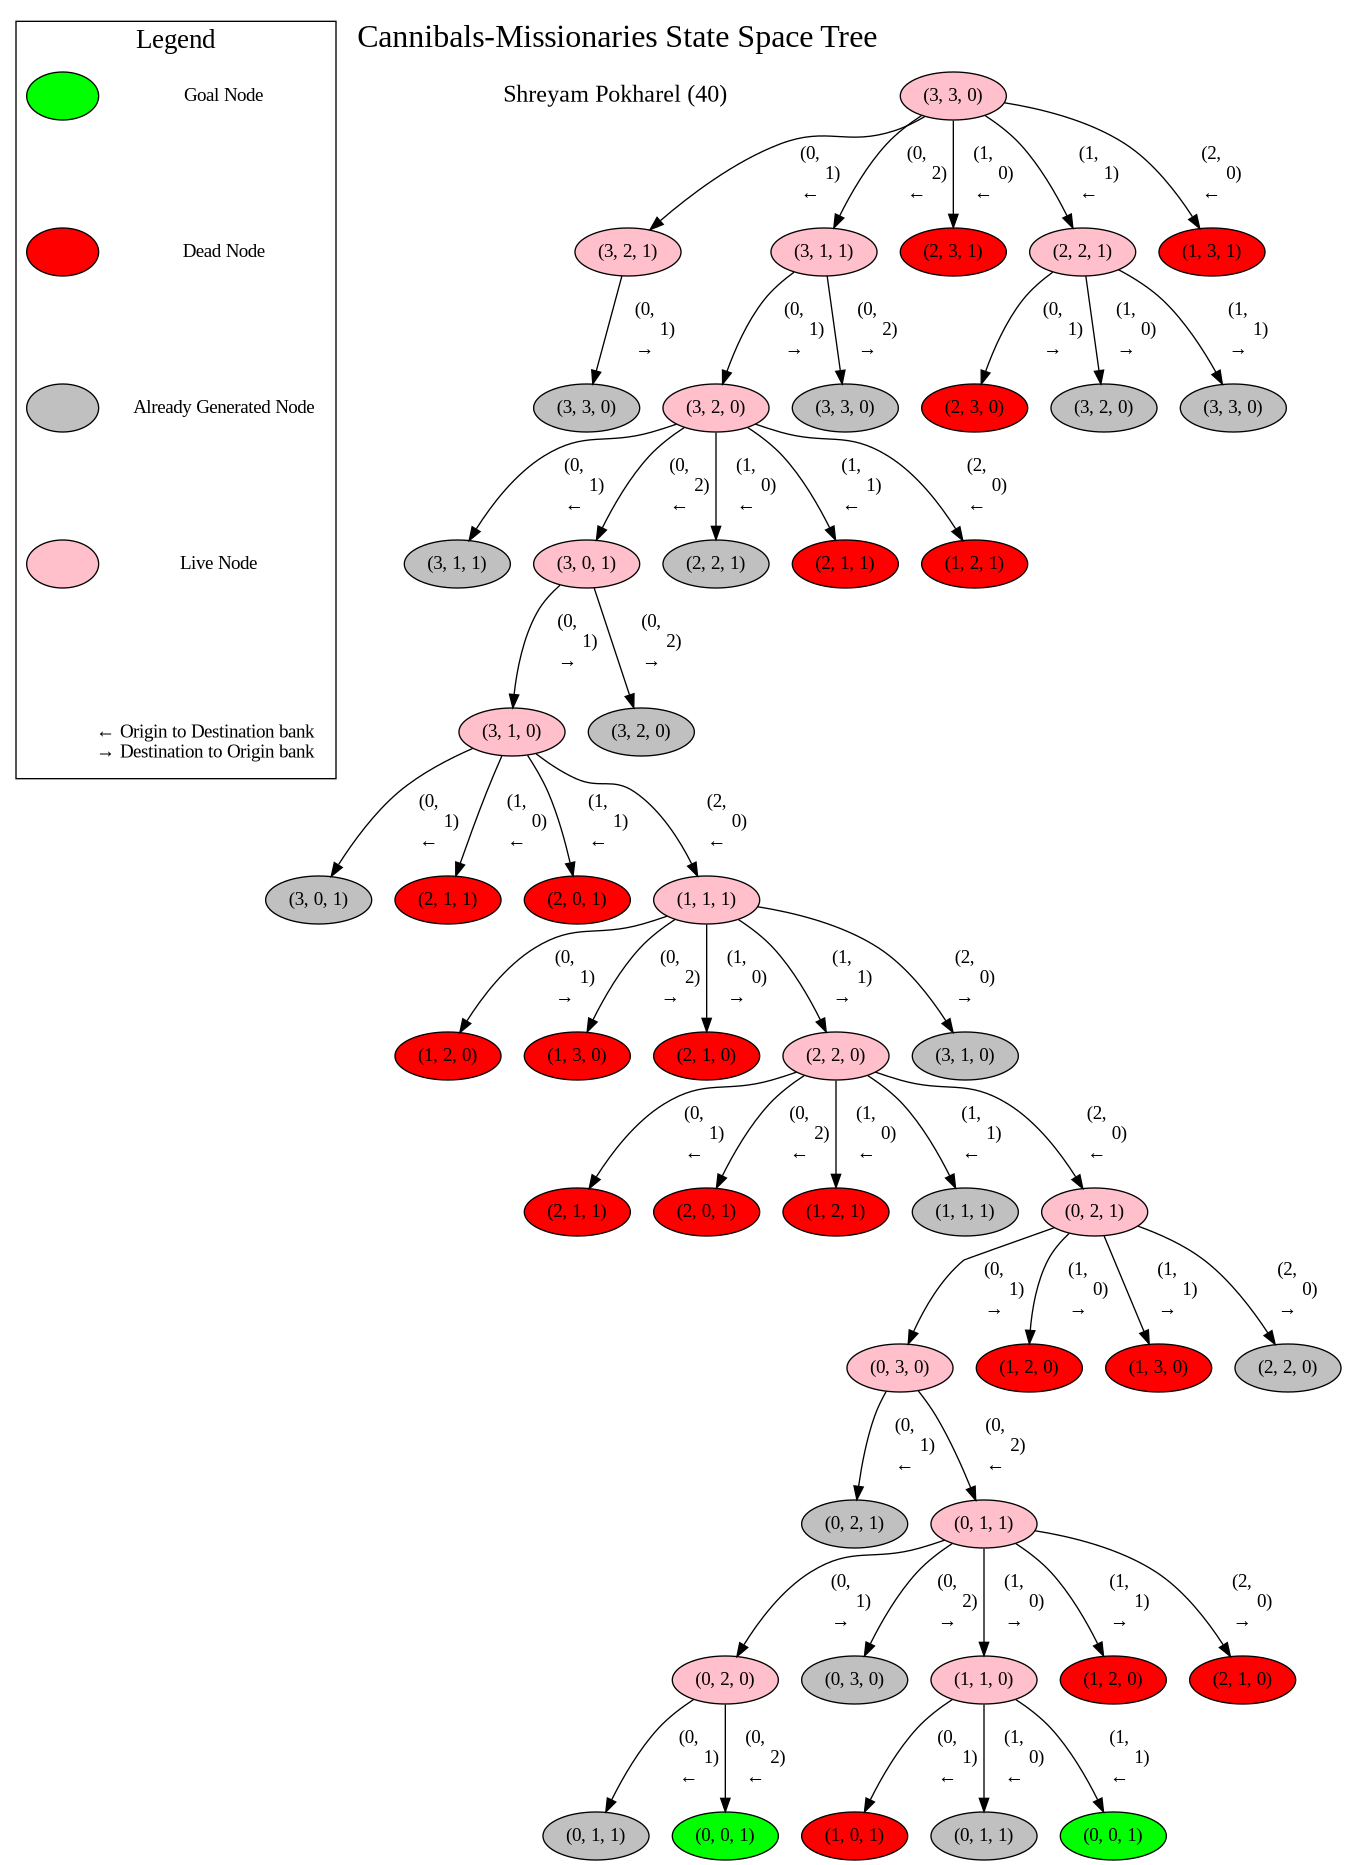 Legend
Goal Node
Dead Node
Already Generated Node
Live Node
← Origin to Destination bank
→ Destination to Origin bank
Cannibals-Missionaries State Space Tree
Shreyam Pokharel (40)
(3, 3, 0)
(0,
1)
←
(0,
2)
←
(1,
0)
←
(1,
1)
←
(2,
0)
←
(3, 2, 1)
(3, 1, 1)
(2, 3, 1)
(2, 2, 1)
(1, 3, 1)
(0,
1)
→
(0,
1)
→
(0,
2)
→
(0,
1)
→
(1,
0)
→
(1,
1)
→
(3, 3, 0)
(3, 2, 0)
(3, 3, 0)
(2, 3, 0)
(3, 2, 0)
(3, 3, 0)
(0,
1)
←
(0,
2)
←
(1,
0)
←
(1,
1)
←
(2,
0)
←
(3, 1, 1)
(3, 0, 1)
(2, 2, 1)
(2, 1, 1)
(1, 2, 1)
(0,
1)
→
(0,
2)
→
(3, 1, 0)
(3, 2, 0)
(0,
1)
←
(1,
0)
←
(1,
1)
←
(2,
0)
←
(3, 0, 1)
(2, 1, 1)
(2, 0, 1)
(1, 1, 1)
(0,
1)
→
(0,
2)
→
(1,
0)
→
(1,
1)
→
(2,
0)
→
(1, 2, 0)
(1, 3, 0)
(2, 1, 0)
(2, 2, 0)
(3, 1, 0)
(0,
1)
←
(0,
2)
←
(1,
0)
←
(1,
1)
←
(2,
0)
←
(2, 1, 1)
(2, 0, 1)
(1, 2, 1)
(1, 1, 1)
(0, 2, 1)
(0,
1)
→
(1,
0)
→
(1,
1)
→
(2,
0)
→
(0, 3, 0)
(1, 2, 0)
(1, 3, 0)
(2, 2, 0)
(0,
1)
←
(0,
2)
←
(0, 2, 1)
(0, 1, 1)
(0,
1)
→
(0,
2)
→
(1,
0)
→
(1,
1)
→
(2,
0)
→
(0, 2, 0)
(0, 3, 0)
(1, 1, 0)
(1, 2, 0)
(2, 1, 0)
(0,
1)
←
(0,
2)
←
(0,
1)
←
(1,
0)
←
(1,
1)
←
(0, 1, 1)
(0, 0, 1)
(1, 0, 1)
(0, 1, 1)
(0, 0, 1)